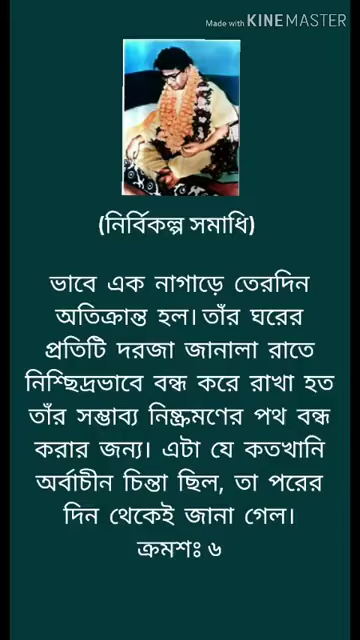 Made with KINEMASTER
(নির্বিকল্প সমাধি)
ভাবে এক নাগাড়ে তেরদিন
অতিক্রান্ত হল। তাঁর ঘরের
প্রতিটি দরজা জানালা রাতে
নিশ্ছিদ্রভাবে বন্ধ করে রাখা হত
তাঁর সম্ভাব্য নিষ্ক্রমণের পথ বন্ধ
করার জন্য। এটা যে কতখানি
অর্বাচীন চিন্তা ছিল, তা পরের
দিন থেকেই জানা গেল।
ক্রমশঃ ৬